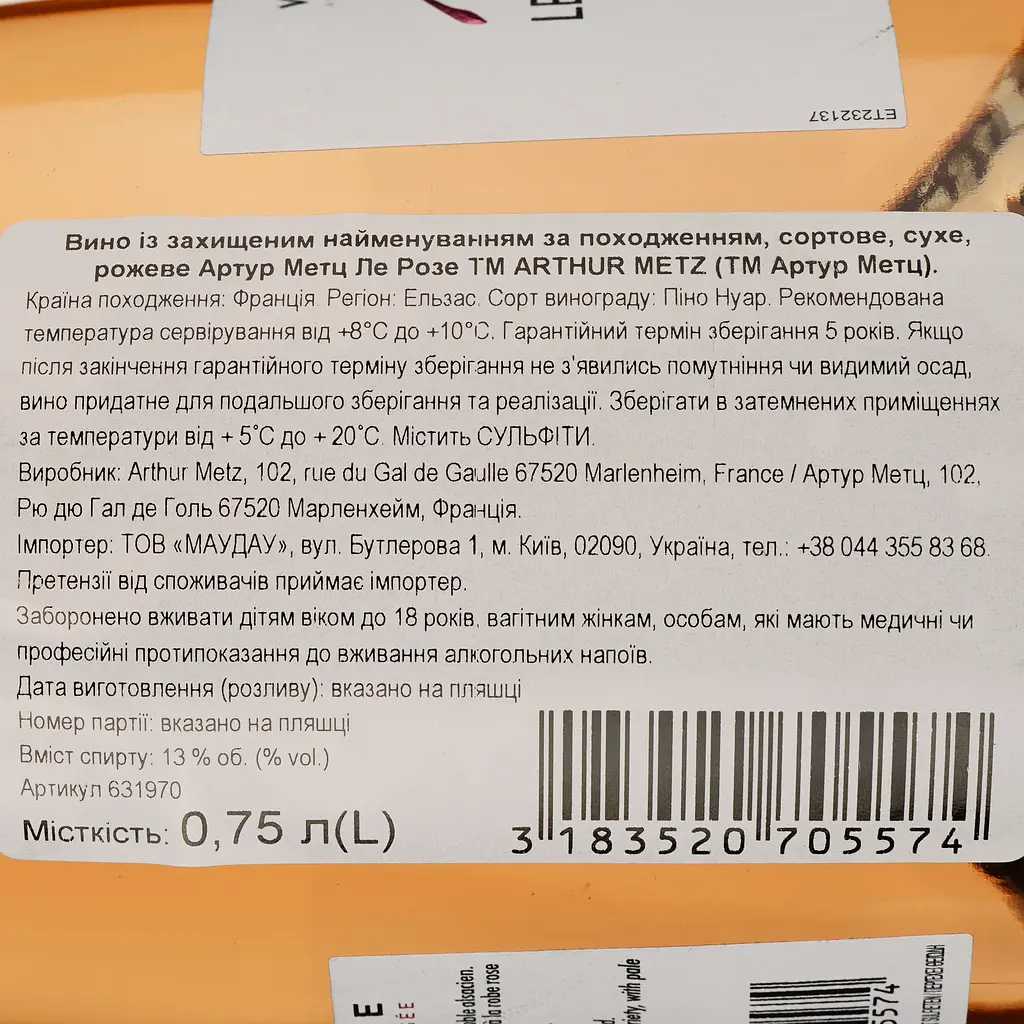 LE
ET232137
Вино із захищеним найменуванням за походженням, сортове, сухе,
рожеве Артур Метц Ле Розе ТМ ARTHUR METZ (ТМ Артур Метц).
Країна походження: Франція. Регіон: Ельзас. Сорт винограду: Піно Нуар. Рекомендована
температура сервірування від +8°С до +10°С. Гарантійний термін зберігання 5 років. Якщо
після закінчення гарантійного терміну зберігання не з'явились помутніння чи видимий осад,
вино придатне для подальшого зберігання та реалізації. Зберігати в затемнених приміщеннях
за температури від + 5°С до + 20°С. Містить СУЛЬФІТИ.
Виробник: Arthur Metz, 102, rue du Gal de Gaulle 67520 Marlenheim, France / Артур Метц, 102,
Рю дю Гал де Голь 67520 Марленхейм, Франція.
Імпортер: ТОВ «МАУДАУ», вул. Бутлерова 1, м. Київ, 02090, Україна, тел.: +38 044 355 83 68.
Претензії від споживачів приймає імпортер.
Заборонено вживати дітям віком до 18 років, вагітним жінкам, особам, які мають медичні чи
професійні протипоказання до вживання алкогольних напоїв.
Дата виготовлення (розливу): вказано на пляшці
Номер партії: вказано на пляшці
Вміст спирту: 13 % об. (% vol.)
Артикул 631970
Місткість: 0,75 л(L)
3 183520 705574
E
ÉE
alsacien.
à la robe rose
with pale
5574